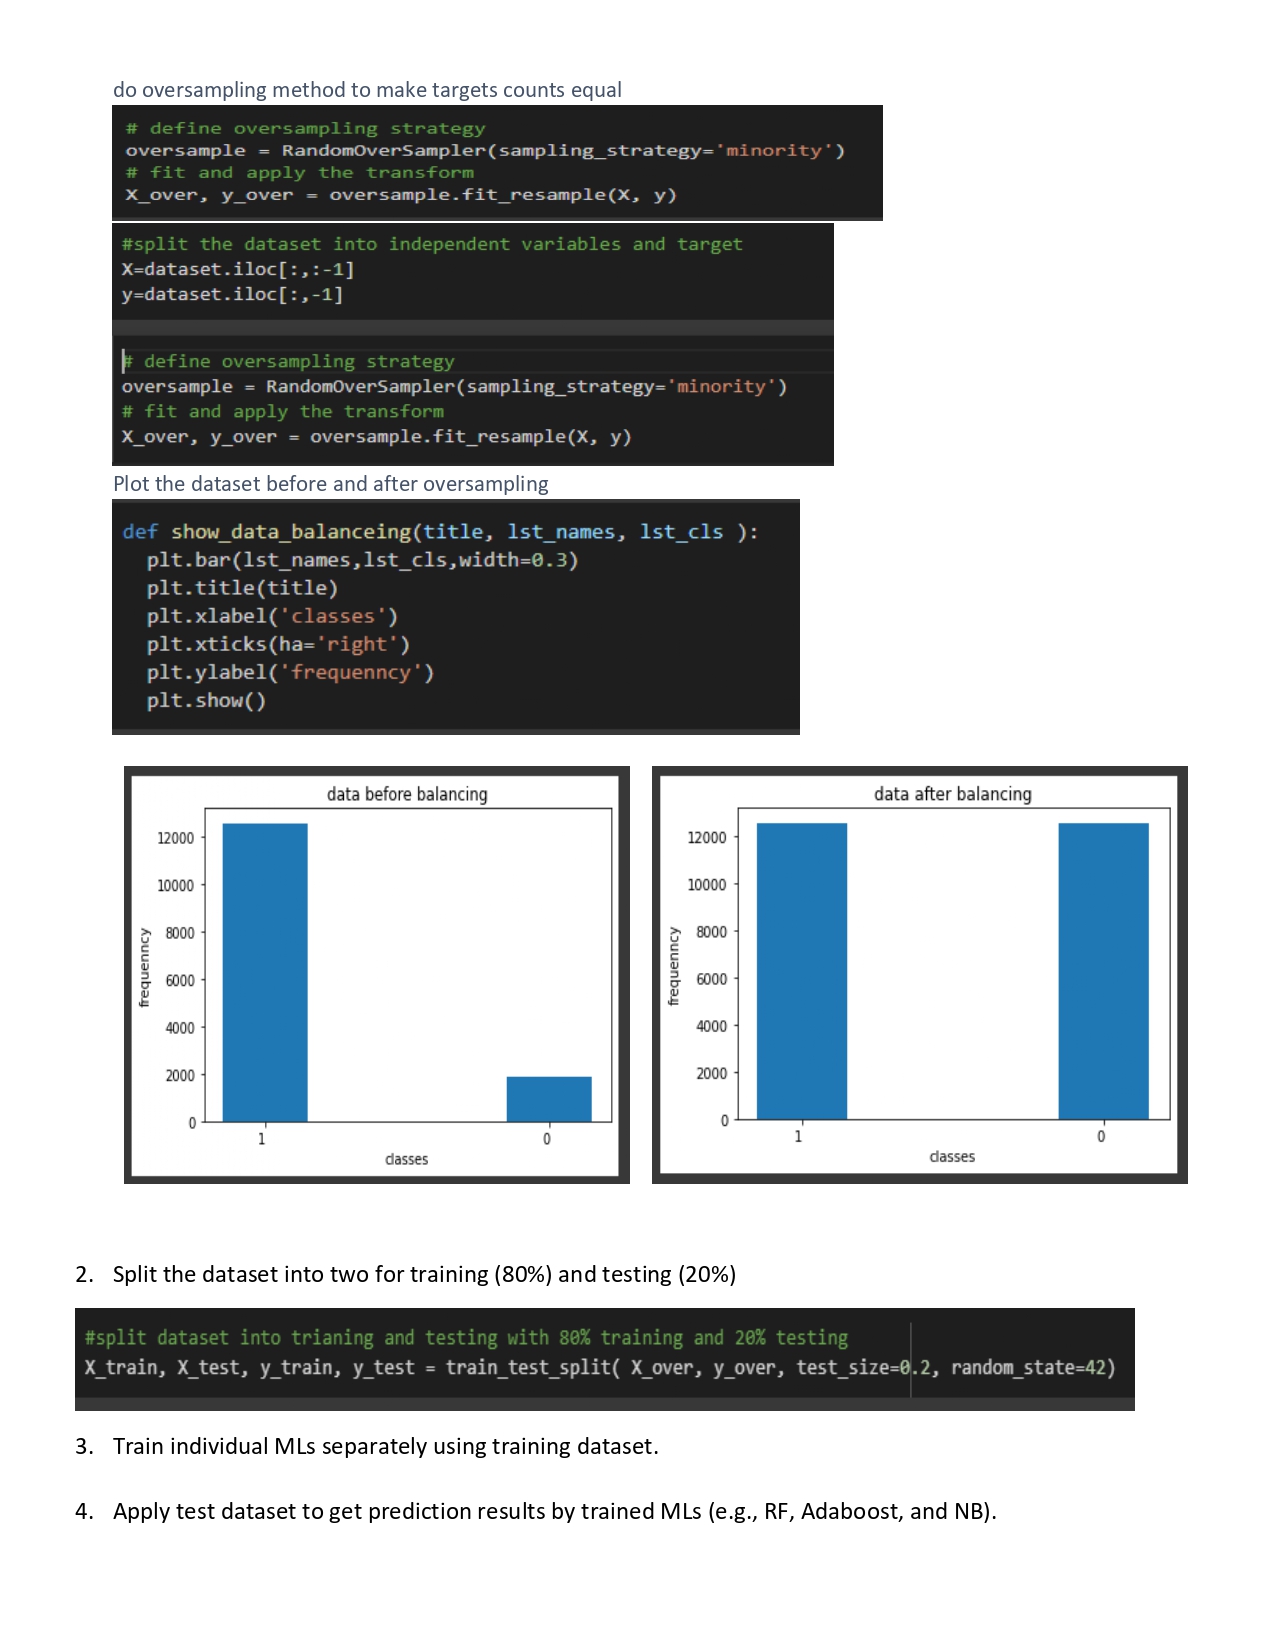 do oversampling method to make targets counts equal
# define oversampling strategy
oversample = RandomOverSampler(sampling_strategy='minority')
# fit and apply the transform
X_over, y_over = oversample.fit_resample(X, y)
#split the dataset into independent variables and target
X=dataset.iloc[:,:-1]
y=dataset.iloc[:,-1]
# define oversampling strategy
oversample = RandomOverSampler(sampling_strategy='minority')
# fit and apply the transform
X_over, y_over = oversample.fit_resample(X, y)
Plot the dataset before and after oversampling
def show_data_balanceing(title, lst_names, lst_cls ):
plt.bar(lst_names,lst_cls,width=0.3)
plt.title(title)
plt.xlabel('classes')
plt.xticks(ha='right')
plt.ylabel('frequenncy')
plt.show()
data before balancing
12000
10000
8000
6000
4000
2000
0
frequenncy
1 0
classes
data after balancing
12000
10000
8000
6000
4000
2000
0
frequenncy
1 0
classes
2. Split the dataset into two for training (80%) and testing (20%)
#split dataset into trianing and testing with 80% training and 20% testing
X_train, X_test, y_train, y_test = train_test_split( X_over, y_over, test_size=0.2, random_state=42)
3. Train individual MLs separately using training dataset.
4. Apply test dataset to get prediction results by trained MLs (e.g., RF, Adaboost, and NB).